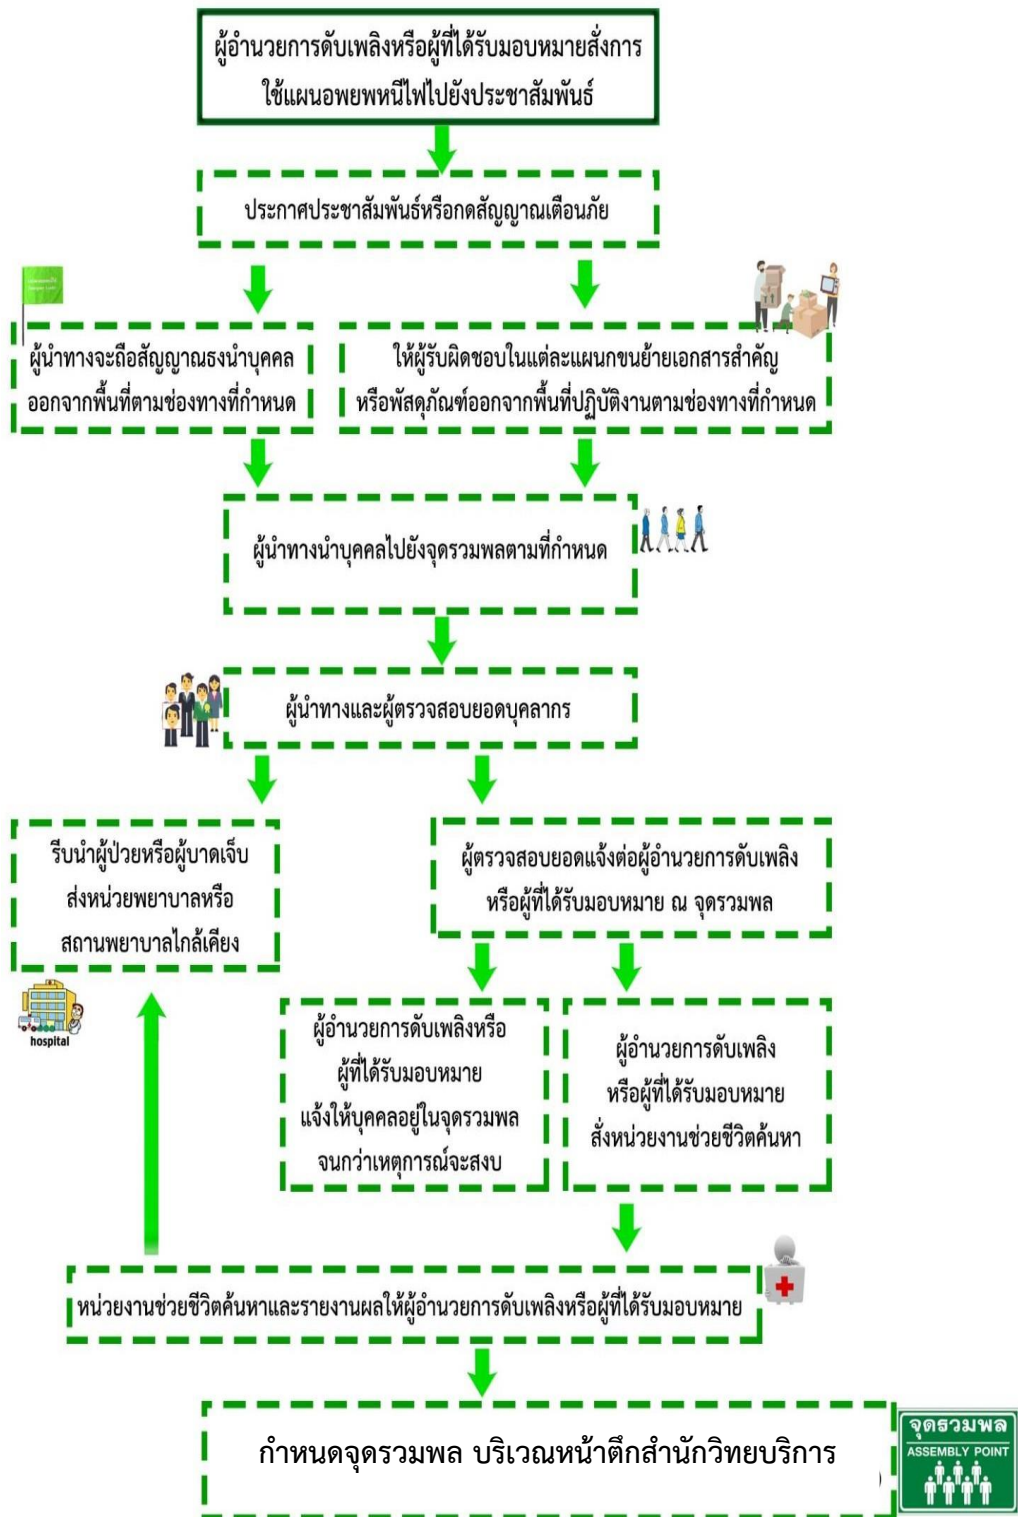 ผู้อำนวยการดับเพลิงหรือผู้ที่ได้รับมอบหมายสั่งการ
ใช้แผนอพยพหนีไฟไปยังประชาสัมพันธ์
ประกาศประชาสัมพันธ์หรือกดสัญญาณเตือนภัย
ผู้นำทางจะถือสัญญาณธงนำบุคคล
ออกจากพื้นที่ตามช่องทางที่กำหนด
ให้ผู้รับผิดชอบในแต่ละแผนกขนย้ายเอกสารสำคัญ
หรือพัสดุภัณฑ์ออกจากพื้นที่ปฏิบัติงานตามช่องทางที่กำหนด
ผู้นำทางนำบุคคลไปยังจุดรวมพลตามที่กำหนด
ผู้นำทางและผู้ตรวจสอบยอดบุคลากร
รีบนำผู้ป่วยหรือผู้บาดเจ็บ
ส่งหน่วยพยาบาลหรือ
สถานพยาบาลใกล้เคียง
hospital
ผู้ตรวจสอบยอดแจ้งต่อผู้อำนวยการดับเพลิง
หรือผู้ที่ได้รับมอบหมาย ณ จุดรวมพล
ผู้อำนวยการดับเพลิงหรือ
ผู้ที่ได้รับมอบหมาย
แจ้งให้บุคคลอยู่ในจุดรวมพล
จนกว่าเหตุการณ์จะสงบ
ผู้อำนวยการดับเพลิง
หรือผู้ที่ได้รับมอบหมาย
สั่งหน่วยงานช่วยชีวิตค้นหา
หน่วยงานช่วยชีวิตค้นหาและรายงานผลให้ผู้อำนวยการดับเพลิงหรือผู้ที่ได้รับมอบหมาย
กำหนดจุดรวมพล บริเวณหน้าตึกสำนักวิทยบริการ
จุดรวมพล
ASSEMBLY POINT